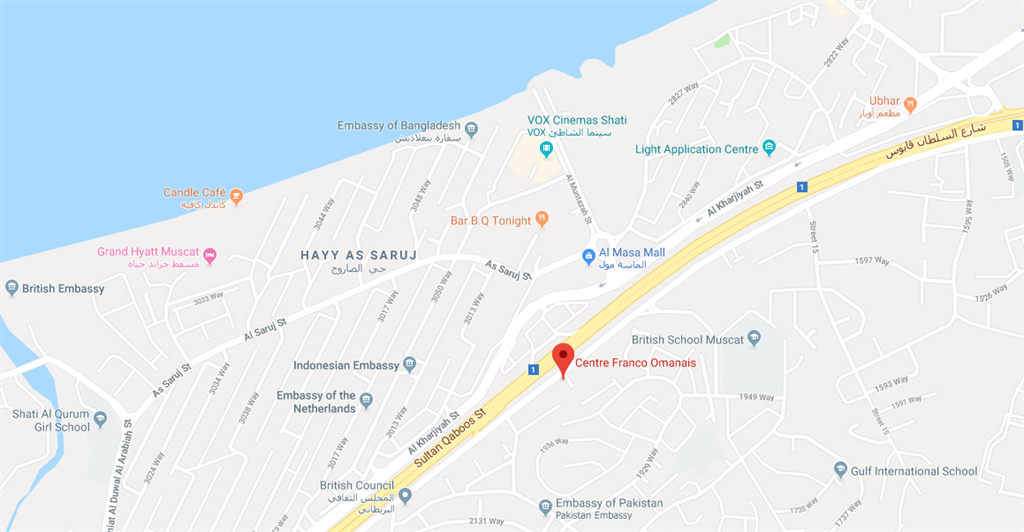 2822 Way
2827 Way
Ubhar
مطعم أوبار
Embassy of Bangladesh
سفارة بنغلاديش
VOX Cinemas Shati
VOX سينما الشاطئ
1
شارع السلطان قابوس
Light Application Centre
1505 Way
Candle Café
كاندل كافيه
3044 Way
3048 Way
Al Muntazah St
2840 Way
Al Kharjiyah St
1
Bar.B.Q Tonight
Street 15
1595 Way
Grand Hyatt Muscat
مسقط جراند حياة
HAYY AS SARUJ
حي الصاروج
As Saruj St
Al Masa Mall
الماسه مول
1597 Way
British Embassy
3033 Way
3050 Way
3017 Way
3013 Way
1526 Way
Al Saruj St
British School Muscat
Indonesian Embassy
1
Centre Franco Omanais
As Saruj St
3034 Way
1593 Way
Embassy of the
Netherlands
1949 Way
1591 Way
Shati Al Qurum
Girl School
3038 Way
3013 Way
Al Kharjiyah St
Sultan Qaboos St
Street 15
1936 Way
3024 Way
3017 Way
1929 Way
Gulf International School
British Council
المجلس الثقافي
البريطاني
niat Al Duwal Al Arabiah St
Embassy of Pakistan
Pakistan Embassy
1735 Way
1737 Way
2131 Way